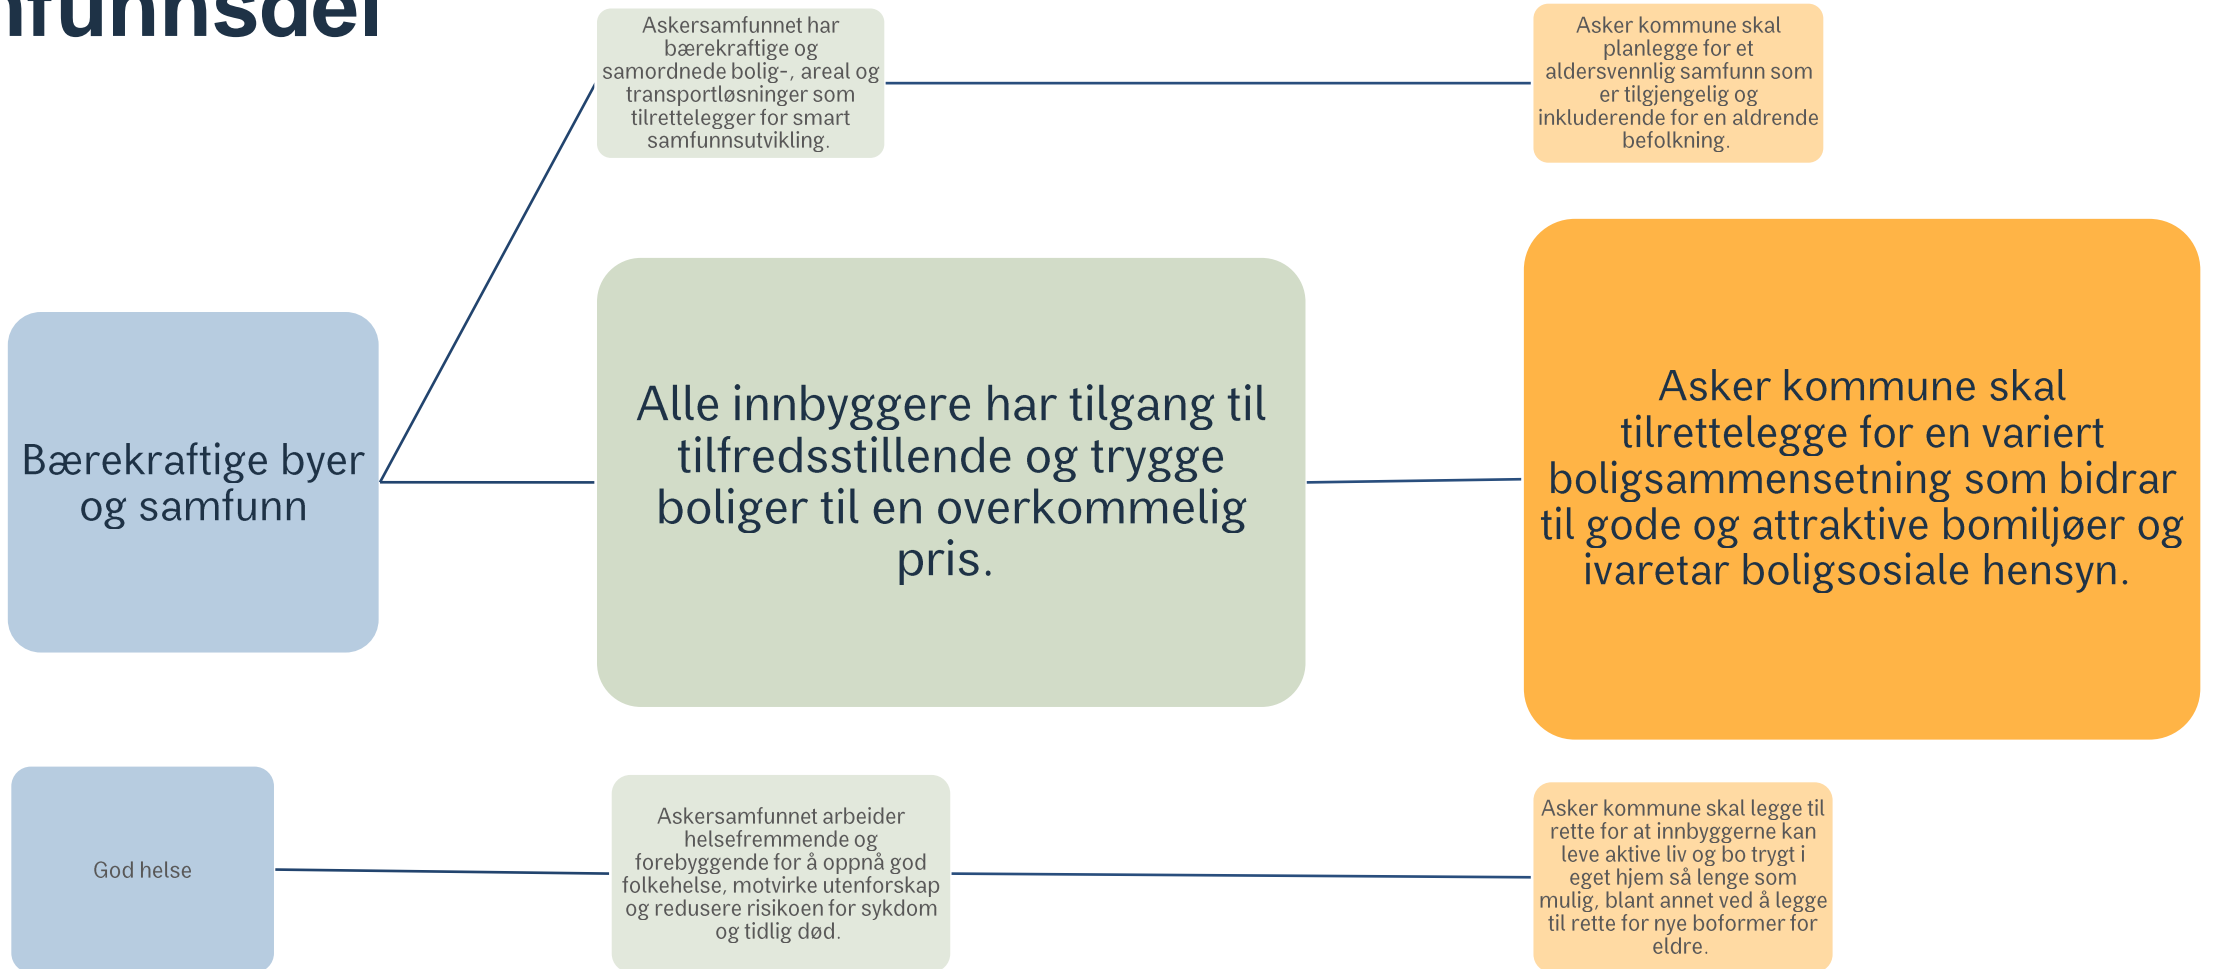 Askersamfunnet har
bærekraftige og
samordnede bolig-, areal og
transportløsninger som
tilrettelegger for smart
samfunnsutvikling.
Asker kommune skal
planlegge for et
aldersvennlig samfunn som
er tilgjengelig og
inkluderende for en aldrende
befolkning.
Bærekraftige byer
og samfunn
Alle innbyggere har tilgang til
tilfredsstillende og trygge
boliger til en overkommelig
pris.
Asker kommune skal
tilrettelegge for en variert
boligsammensetning som bidrar
til gode og attraktive bomiljøer og
ivaretar boligsosiale hensyn.
God helse
Askersamfunnet arbeider
helsefremmende og
forebyggende for å oppnå god
folkehelse, motvirke utenforskap
og redusere risikoen for sykdom
og tidlig død.
Asker kommune skal legge til
rette for at innbyggerne kan
leve aktive liv og bo trygt i
eget hjem så lenge som
mulig, blant annet ved å legge
til rette for nye boformer for
eldre.